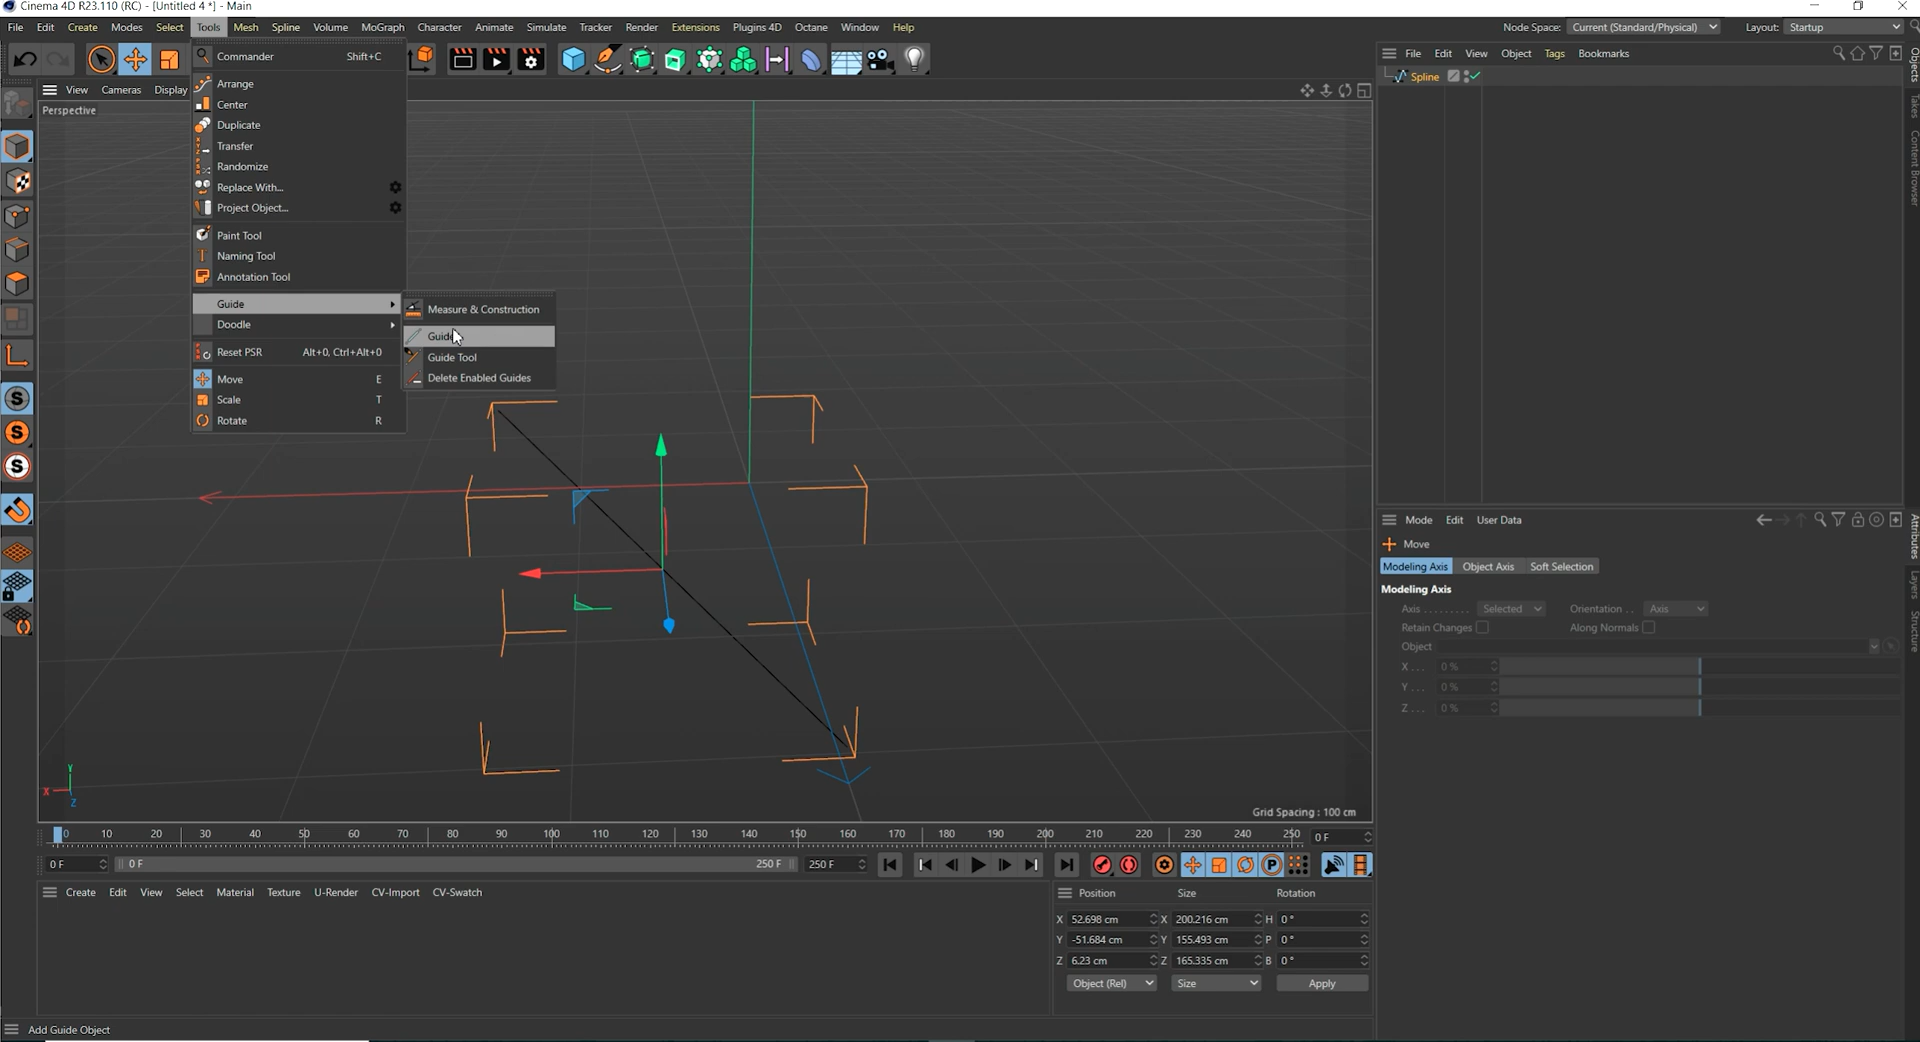 Cinema 4D R23.110 (RC) - [Untitled 4 *] - Main
File Edit Create Modes Select Tools Mesh Spline Volume MoGraph Character Animate Simulate Tracker Render Extensions Plugins 4D Octane Window Help Node Space: Current (Standard/Physical) Layout: Startup
View Cameras Display
Perspective
Commander Shift+C
Arrange
Center
Duplicate
Transfer
Randomize
Replace With...
Project Object...
Paint Tool
Naming Tool
Annotation Tool
Guide
Doodle
Reset PSR Alt+0, Ctrl+Alt+0
Move E
Scale T
Rotate R
Measure & Construction
Guide
Guide Tool
Delete Enabled Guides
Y
X
Z
Grid Spacing : 100 cm
File Edit View Object Tags Bookmarks
Spline
Objects
Takes
Content Browser
Mode Edit User Data
Move
Modeling Axis Object Axis Soft Selection
Modeling Axis
Axis . . . . . . . . . Selected Orientation . . Axis
Retain Changes Along Normals
Object
X . . . 0 %
Y . . . 0 %
Z . . . 0 %
Attributes
Layers
Structure
0 10 20 30 40 50 60 70 80 90 100 110 120 130 140 150 160 170 180 190 200 210 220 230 240 250 0 F
0 F 0 F 250 F 250 F
Create Edit View Select Material Texture U-Render CV-Import CV-Swatch
Position Size Rotation
X 52.698 cm X 200.216 cm H 0 °
Y -51.684 cm Y 155.493 cm P 0 °
Z 6.23 cm Z 165.335 cm B 0 °
Object (Rel) Size Apply
Add Guide Object